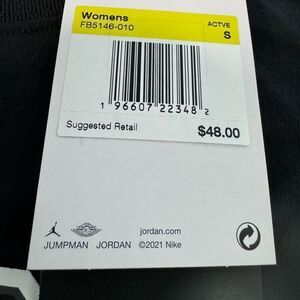 Womens ACTVE
FB5146-010 S
1 96607 22348 2
Suggested Retail $48.00
jordan.com
JUMPMAN JORDAN ©2021 Nike